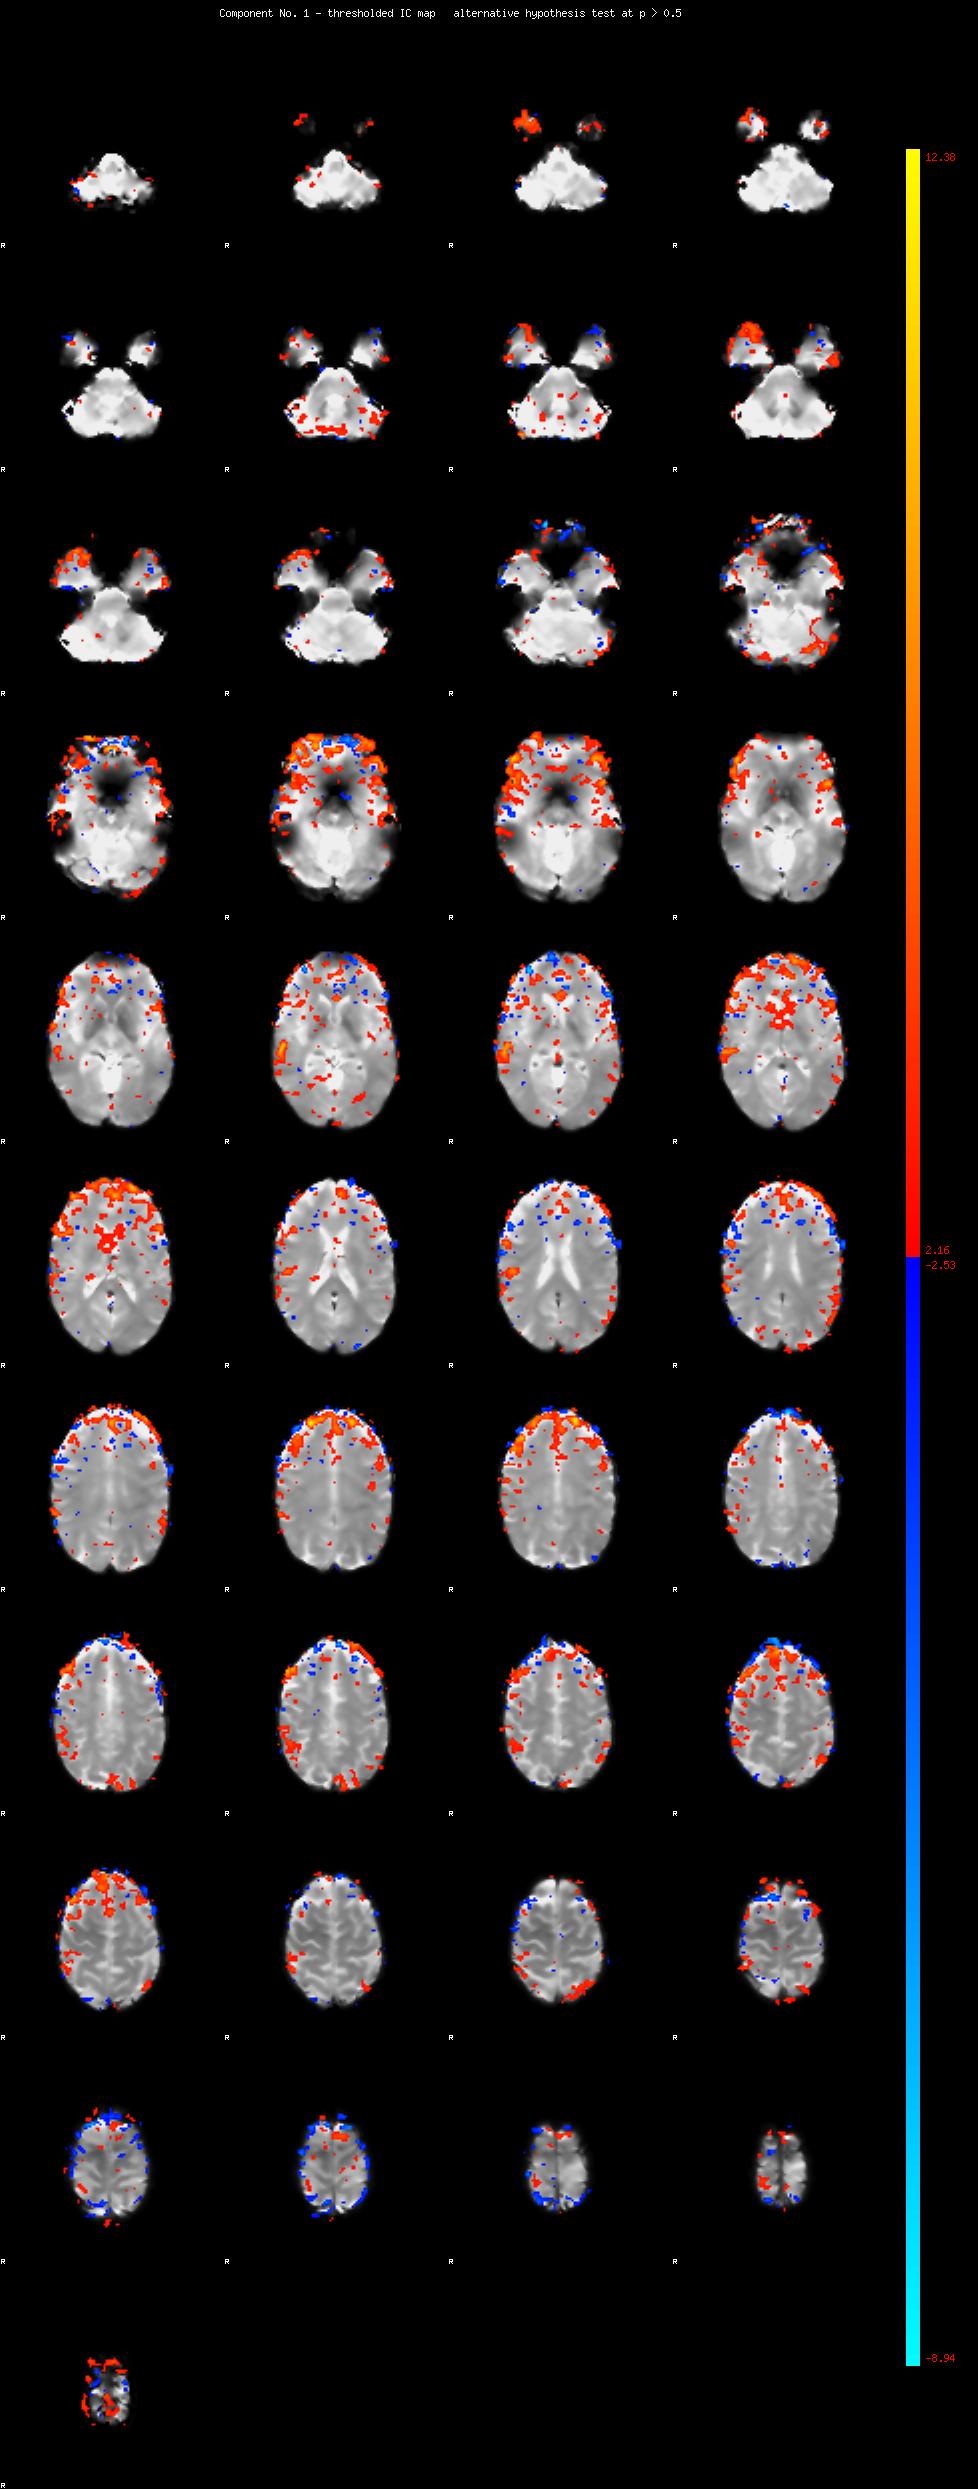 Component No. 1 - thresholded IC map   alternative hypothesis test at p > 0.5
12.38
R R R R
R R R R
R R R R
R R R R
R R R R
2.16
-2.53
R R R R
R R R R
R R R R
R R R R
R R R R
-8.94
R